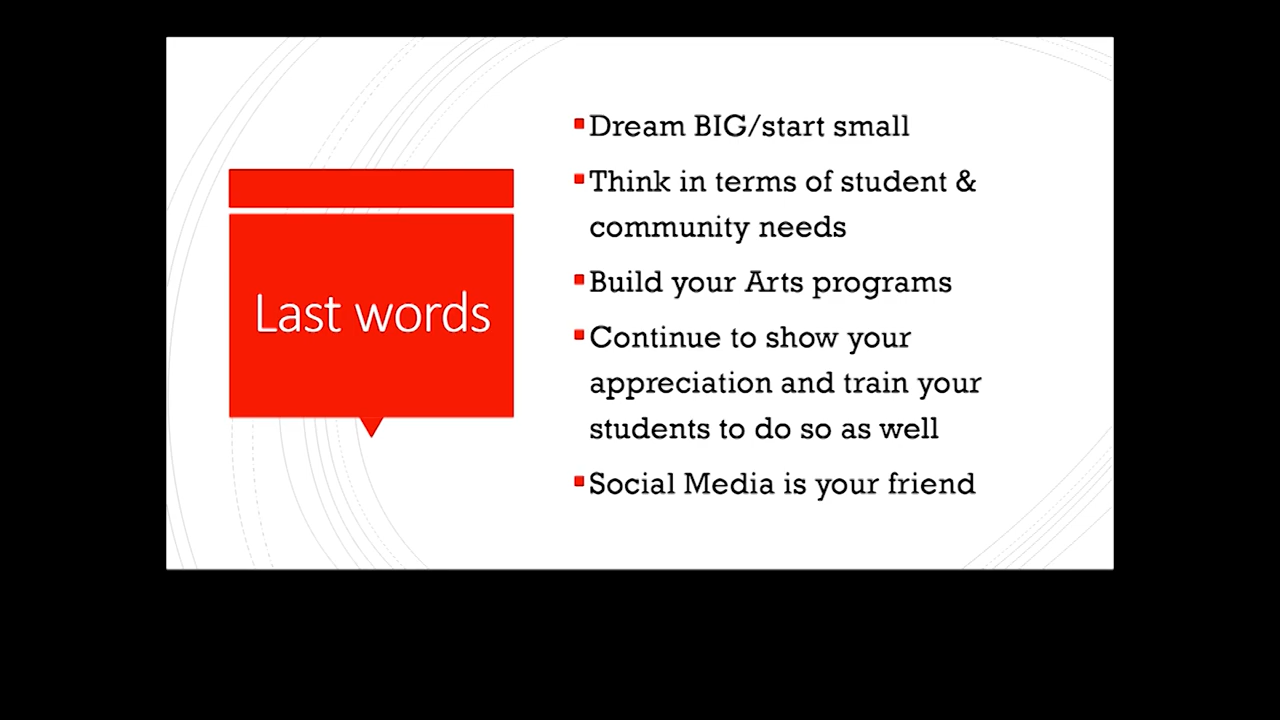 Last words
Dream BIG/start small
Think in terms of student &
community needs
Build your Arts programs
Continue to show your
appreciation and train your
students to do so as well
Social Media is your friend